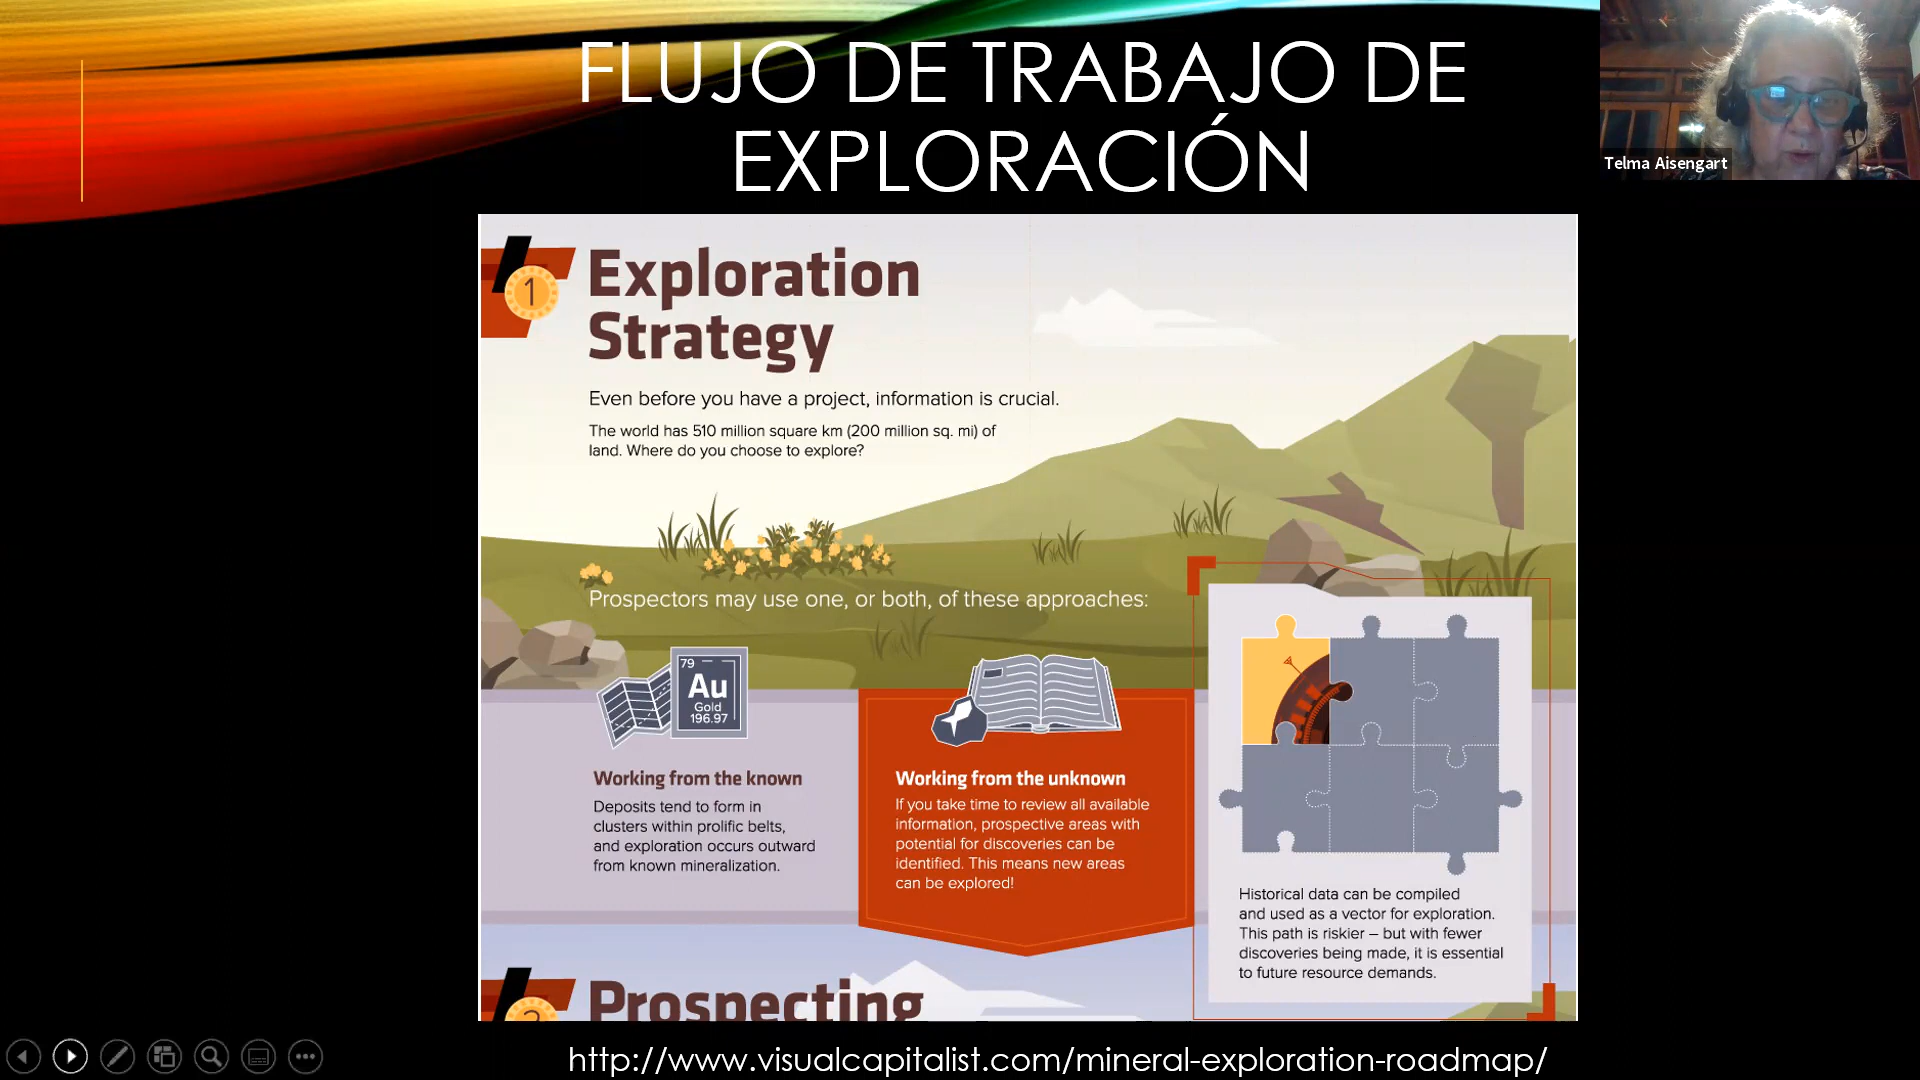 FLUJO DE TRABAJO DE
EXPLORACIÓN
Telma Aisengart
1
Exploration
Strategy
Even before you have a project, information is crucial.
The world has 510 million square km (200 million sq. mi) of
land. Where do you choose to explore?
Prospectors may use one, or both, of these approaches:
79
Au
Gold
196.97
Working from the known
Deposits tend to form in
clusters within prolific belts,
and exploration occurs outward
from known mineralization.
Working from the unknown
If you take time to review all available
information, prospective areas with
potential for discoveries can be
identified. This means new areas
can be explored!
Historical data can be compiled
and used as a vector for exploration.
This path is riskier – but with fewer
discoveries being made, it is essential
to future resource demands.
2
Prospecting
http://www.visualcapitalist.com/mineral-exploration-roadmap/